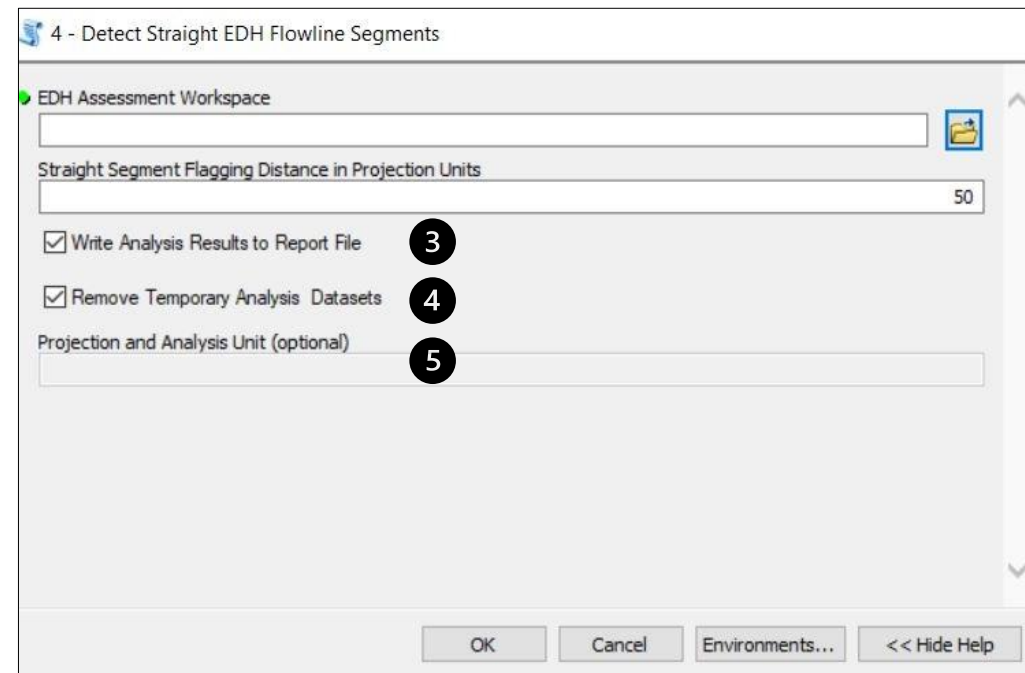 4 - Detect Straight EDH Flowline Segments
EDH Assessment Workspace
Straight Segment Flagging Distance in Projection Units
50
Write Analysis Results to Report File 3
Remove Temporary Analysis Datasets 4
Projection and Analysis Unit (optional)
5
OK Cancel Environments... << Hide Help